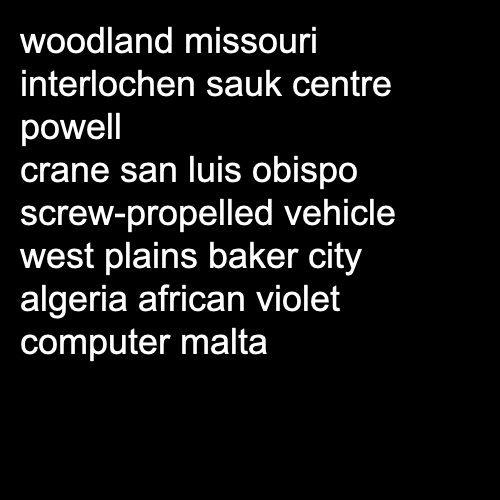 woodland missouri
interlochen sauk centre
powell
crane san luis obispo
screw-propelled vehicle
west plains baker city
algeria african violet
computer malta